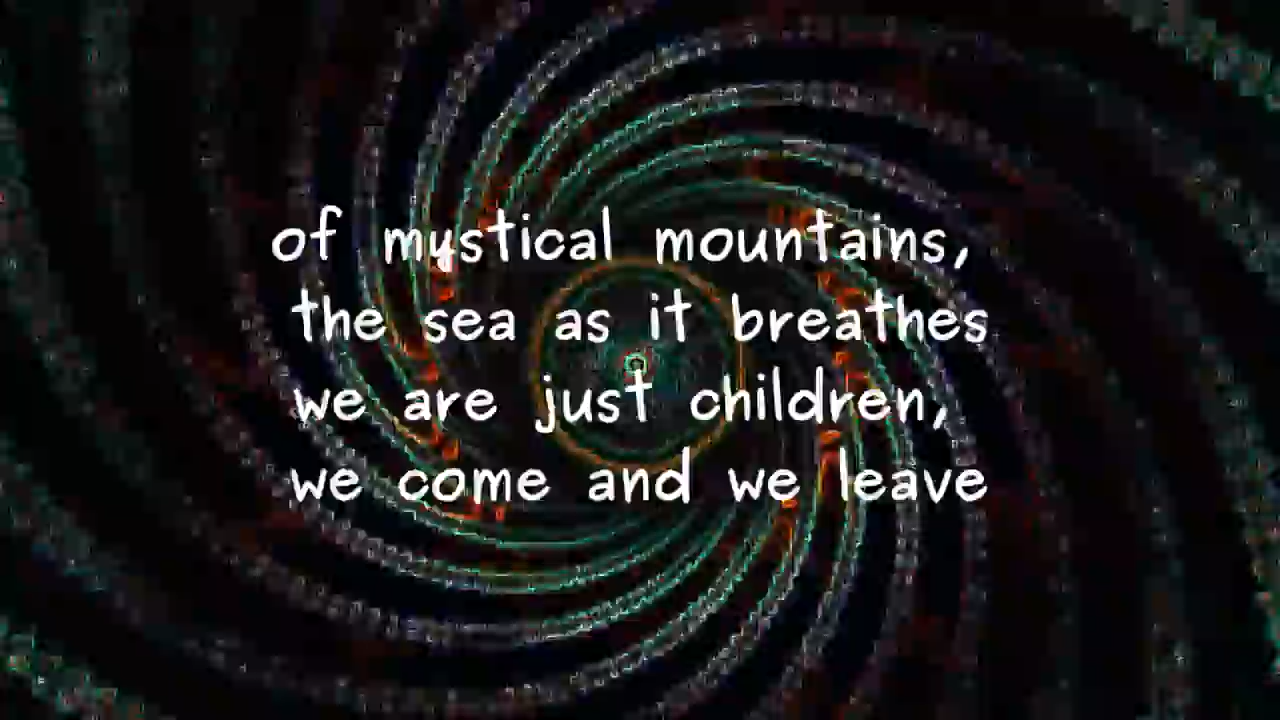 of mystical mountains,
the sea as it breathes
we are just children,
we come and we leave